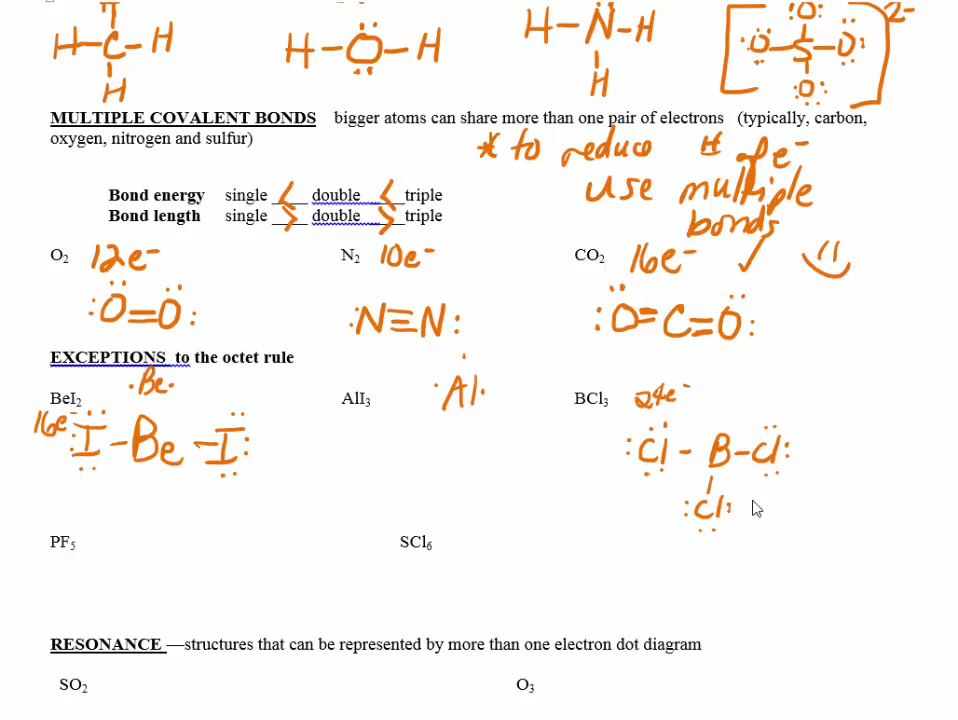 H–C–H H–O–H H–N–H [:O–S–O:] 2-
H H O
MULTIPLE COVALENT BONDS bigger atoms can share more than one pair of electrons (typically, carbon,
oxygen, nitrogen and sulfur)
* to reduce # of e-
use multiple
bonds
Bond energy single < double < triple
Bond length single > double > triple
O2 12e- N2 10e- CO2 16e- ✓
:O=O: :N≡N: :O=C=O:
EXCEPTIONS to the octet rule
BeI2 ·Be· AlI3 ·Al· BCl3 24e-
16e- :I–Be–I: :Cl–B–Cl:
:Cl:
PF5 SCl6
RESONANCE —structures that can be represented by more than one electron dot diagram
SO2 O3